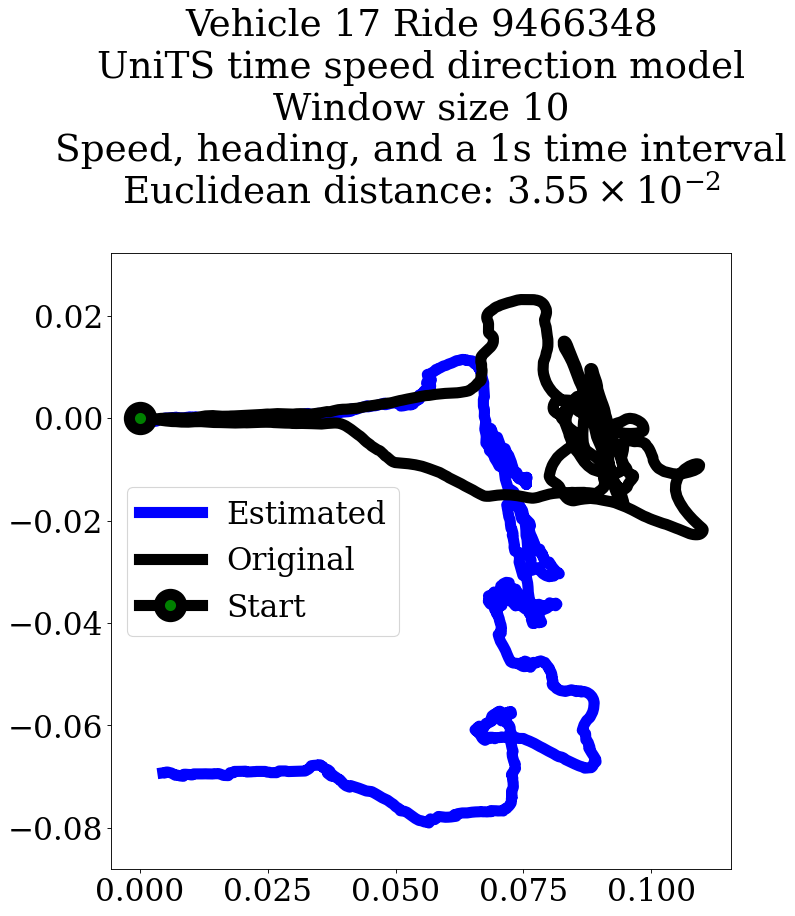 Vehicle 17 Ride 9466348
UniTS time speed direction model
Window size 10
Speed, heading, and a 1s time interval
Euclidean distance: 3.55 × 10⁻²
0.02
0.00
−0.02
−0.04
−0.06
−0.08
Estimated
Original
Start
0.000 0.025 0.050 0.075 0.100